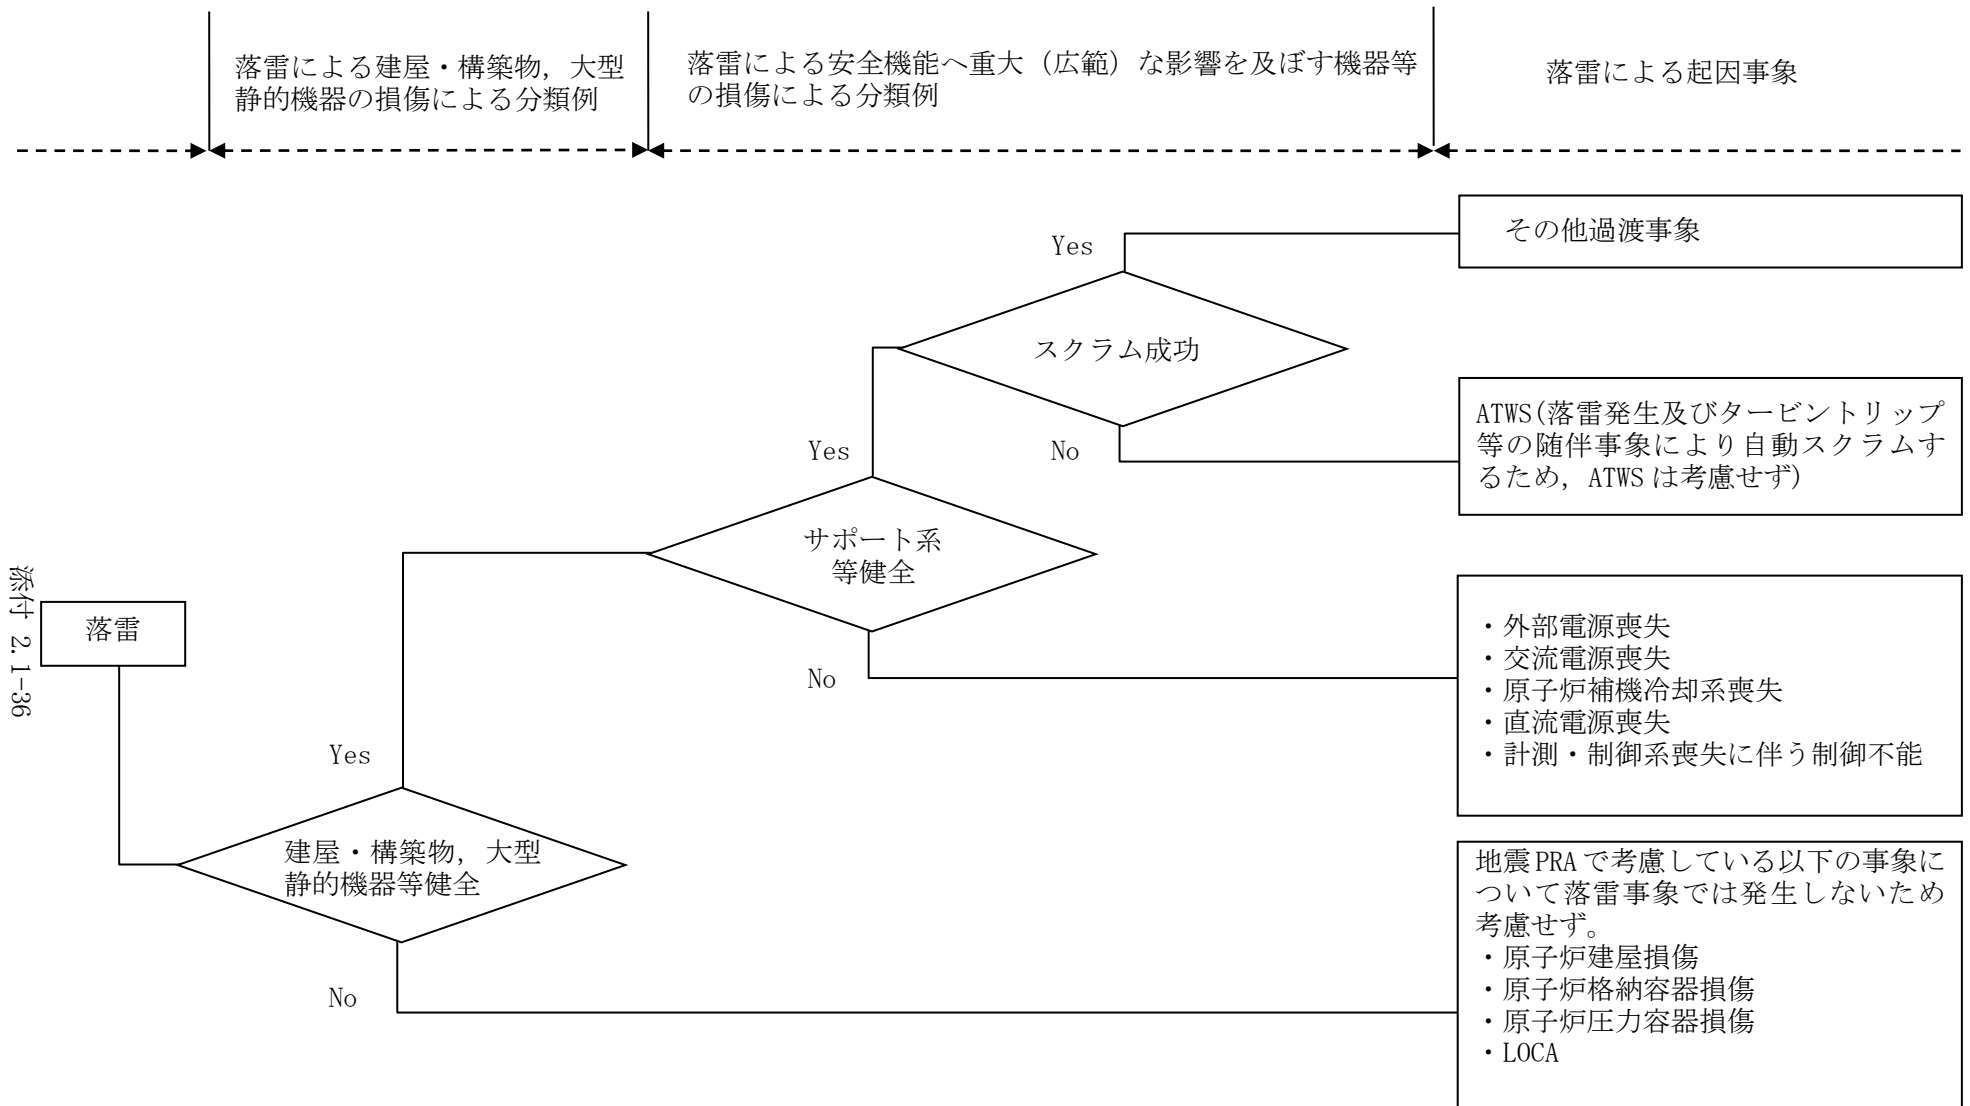 落雷による建屋・構築物，大型
静的機器の損傷による分類例
落雷による安全機能へ重大（広範）な影響を及ぼす機器等
の損傷による分類例
落雷による起因事象
その他過渡事象
Yes
スクラム成功
ATWS(落雷発生及びタービントリップ
等の随伴事象により自動スクラムす
るため，ATWS は考慮せず)
No
Yes
サポート系
等健全
・外部電源喪失
・交流電源喪失
・原子炉補機冷却系喪失
・直流電源喪失
・計測・制御系喪失に伴う制御不能
No
添付 2.1-36
落雷
Yes
建屋・構築物，大型
静的機器等健全
地震 PRA で考慮している以下の事象に
ついて落雷事象では発生しないため
考慮せず。
・原子炉建屋損傷
・原子炉格納容器損傷
・原子炉圧力容器損傷
・LOCA
No